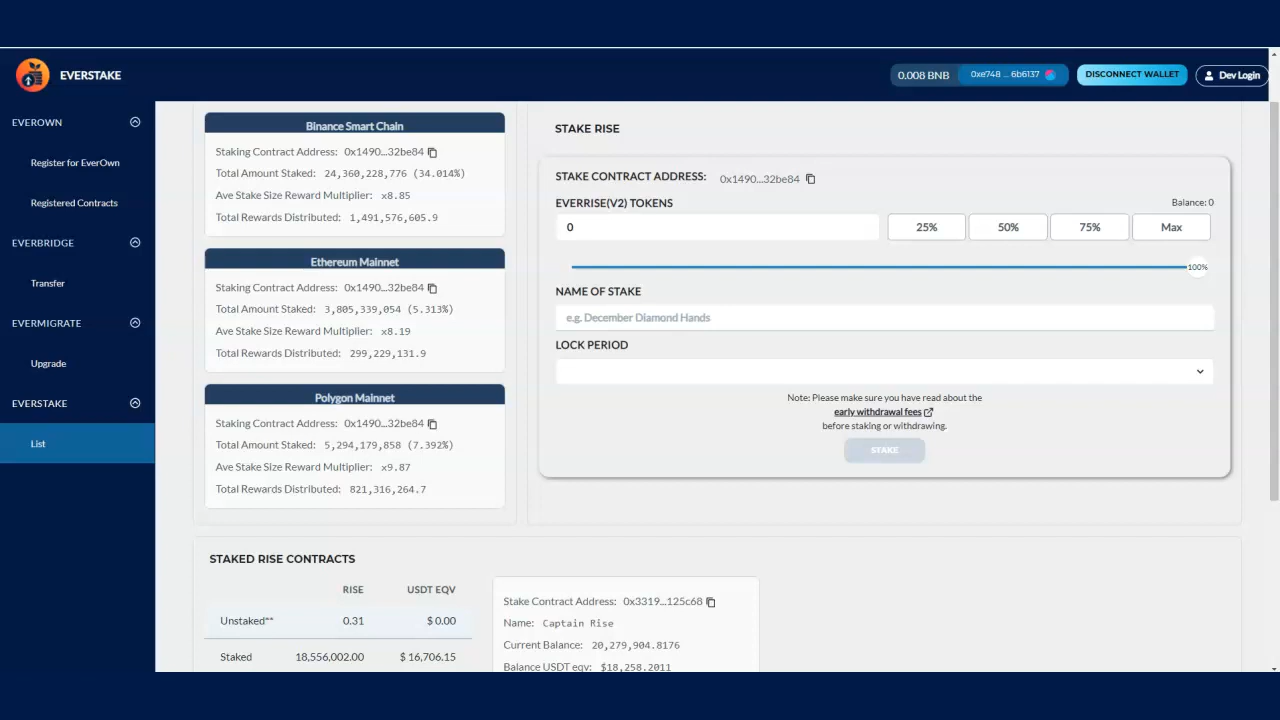 EVERSTAKE
0.008 BNB
0xe748 ... 6b6137
DISCONNECT WALLET
Dev Login
EVEROWN
Register for EverOwn
Registered Contracts
EVERBRIDGE
Transfer
EVERMIGRATE
Upgrade
EVERSTAKE
List
Binance Smart Chain
Staking Contract Address: 0x1490...32be84
Total Amount Staked: 24,360,228,776 (34.014%)
Ave Stake Size Reward Multiplier: x8.85
Total Rewards Distributed: 1,491,576,605.9
Ethereum Mainnet
Staking Contract Address: 0x1490...32be84
Total Amount Staked: 3,805,339,054 (5.313%)
Ave Stake Size Reward Multiplier: x8.19
Total Rewards Distributed: 299,229,131.9
Polygon Mainnet
Staking Contract Address: 0x1490...32be84
Total Amount Staked: 5,294,179,858 (7.392%)
Ave Stake Size Reward Multiplier: x9.87
Total Rewards Distributed: 821,316,264.7
STAKE RISE
STAKE CONTRACT ADDRESS: 0x1490...32be84
EVERRISE(V2) TOKENS
Balance: 0
0
25%
50%
75%
Max
100%
NAME OF STAKE
e.g. December Diamond Hands
LOCK PERIOD
Note: Please make sure you have read about the
early withdrawal fees
before staking or withdrawing.
STAKE
STAKED RISE CONTRACTS
RISE USDT EQV
Unstaked** 0.31 $ 0.00
Staked 18,556,002.00 $ 16,706.15
Stake Contract Address: 0x3319...125c68
Name: Captain Rise
Current Balance: 20,279,904.8176
Balance USDT eqv: $18,258.2011